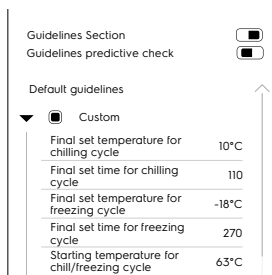 Guidelines Section
Guidelines predictive check
Default guidelines
Custom
Final set temperature for
chilling cycle
10°C
Final set time for chilling
cycle
110
Final set temperature for
freezing cycle
-18°C
Final set time for freezing
cycle
270
Starting temperature for
chill/freezing cycle
63°C